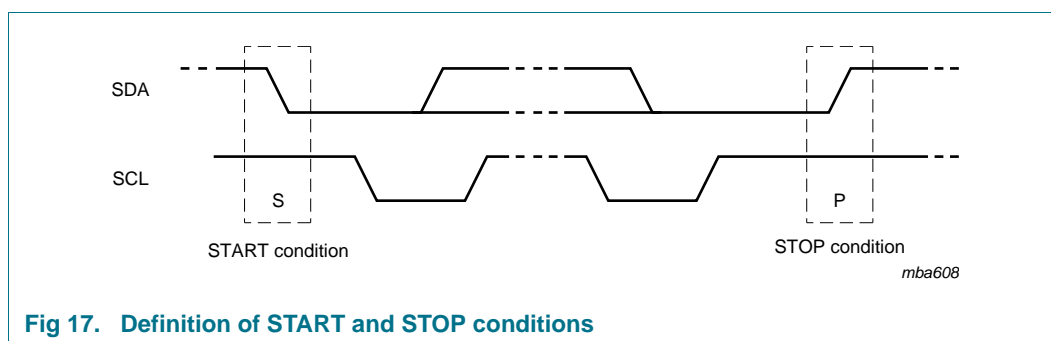 SDA
SCL
S
P
START condition
STOP condition
mba608
Fig 17. Definition of START and STOP conditions